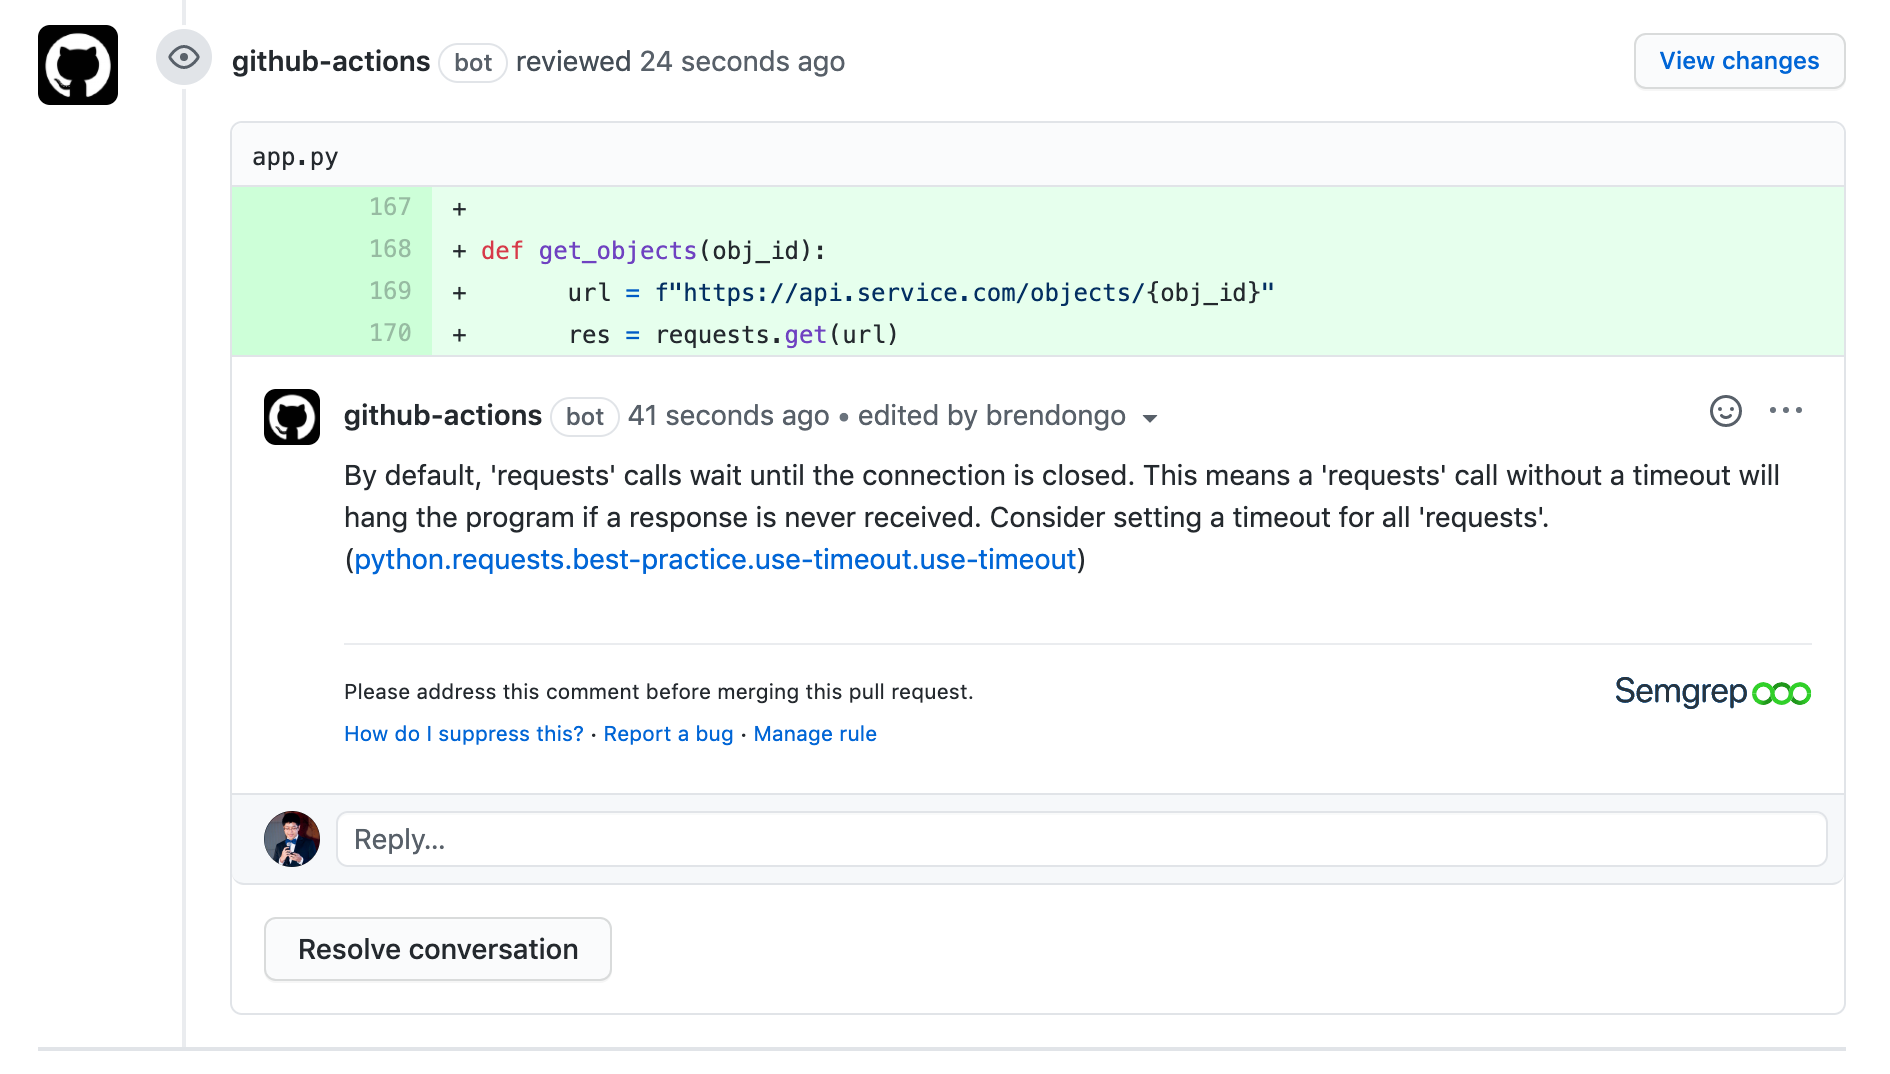 github-actions bot reviewed 24 seconds ago
View changes
app.py
167 +
168 + def get_objects(obj_id):
169 + url = f"https://api.service.com/objects/{obj_id}"
170 + res = requests.get(url)
github-actions bot 41 seconds ago • edited by brendongo
By default, 'requests' calls wait until the connection is closed. This means a 'requests' call without a timeout will
hang the program if a response is never received. Consider setting a timeout for all 'requests'.
(python.requests.best-practice.use-timeout.use-timeout)
Please address this comment before merging this pull request.
Semgrep
How do I suppress this? · Report a bug · Manage rule
Reply...
Resolve conversation